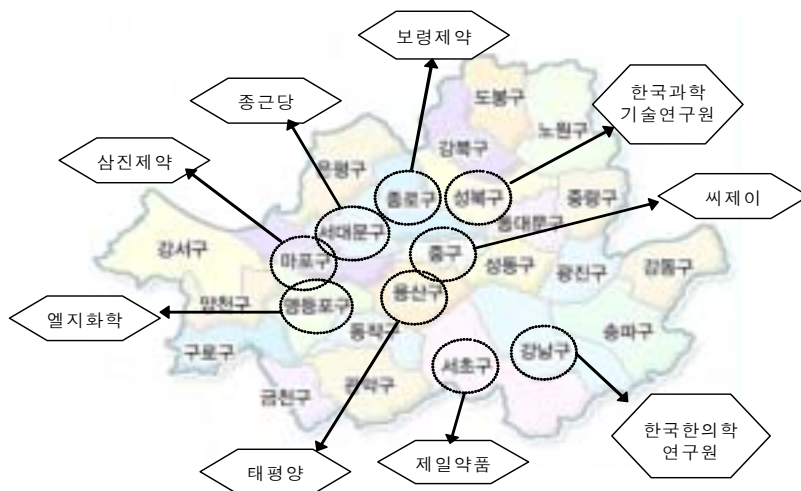 보령제약
종근당
한국과학
기술연구원
삼진제약
씨제이
엘지화학
태평양
제일약품
한국한의학
연구원
도봉구
노원구
강북구
은평구
종로구
성북구
중랑구
서대문구
동대문구
강서구
마포구
중구
성동구
광진구
강동구
양천구
영등포구
용산구
동작구
송파구
구로구
서초구
강남구
금천구
관악구